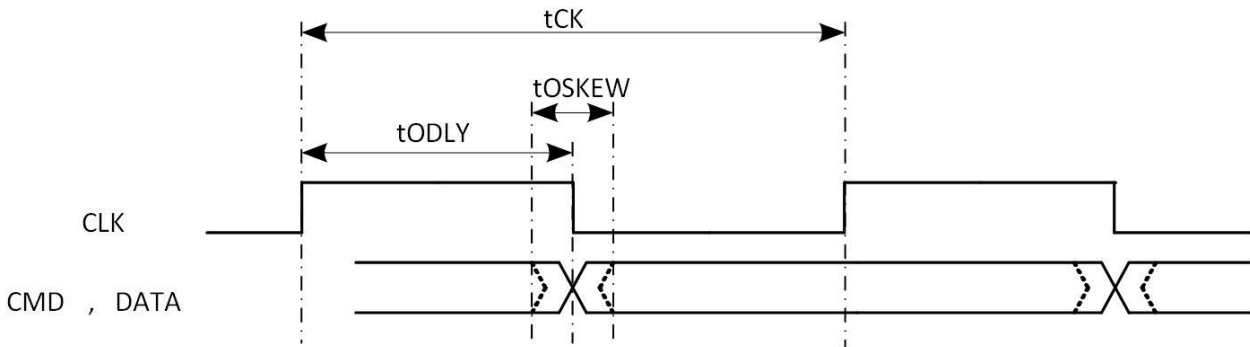 tCK
tOSKEW
tODLY
CLK
CMD , DATA